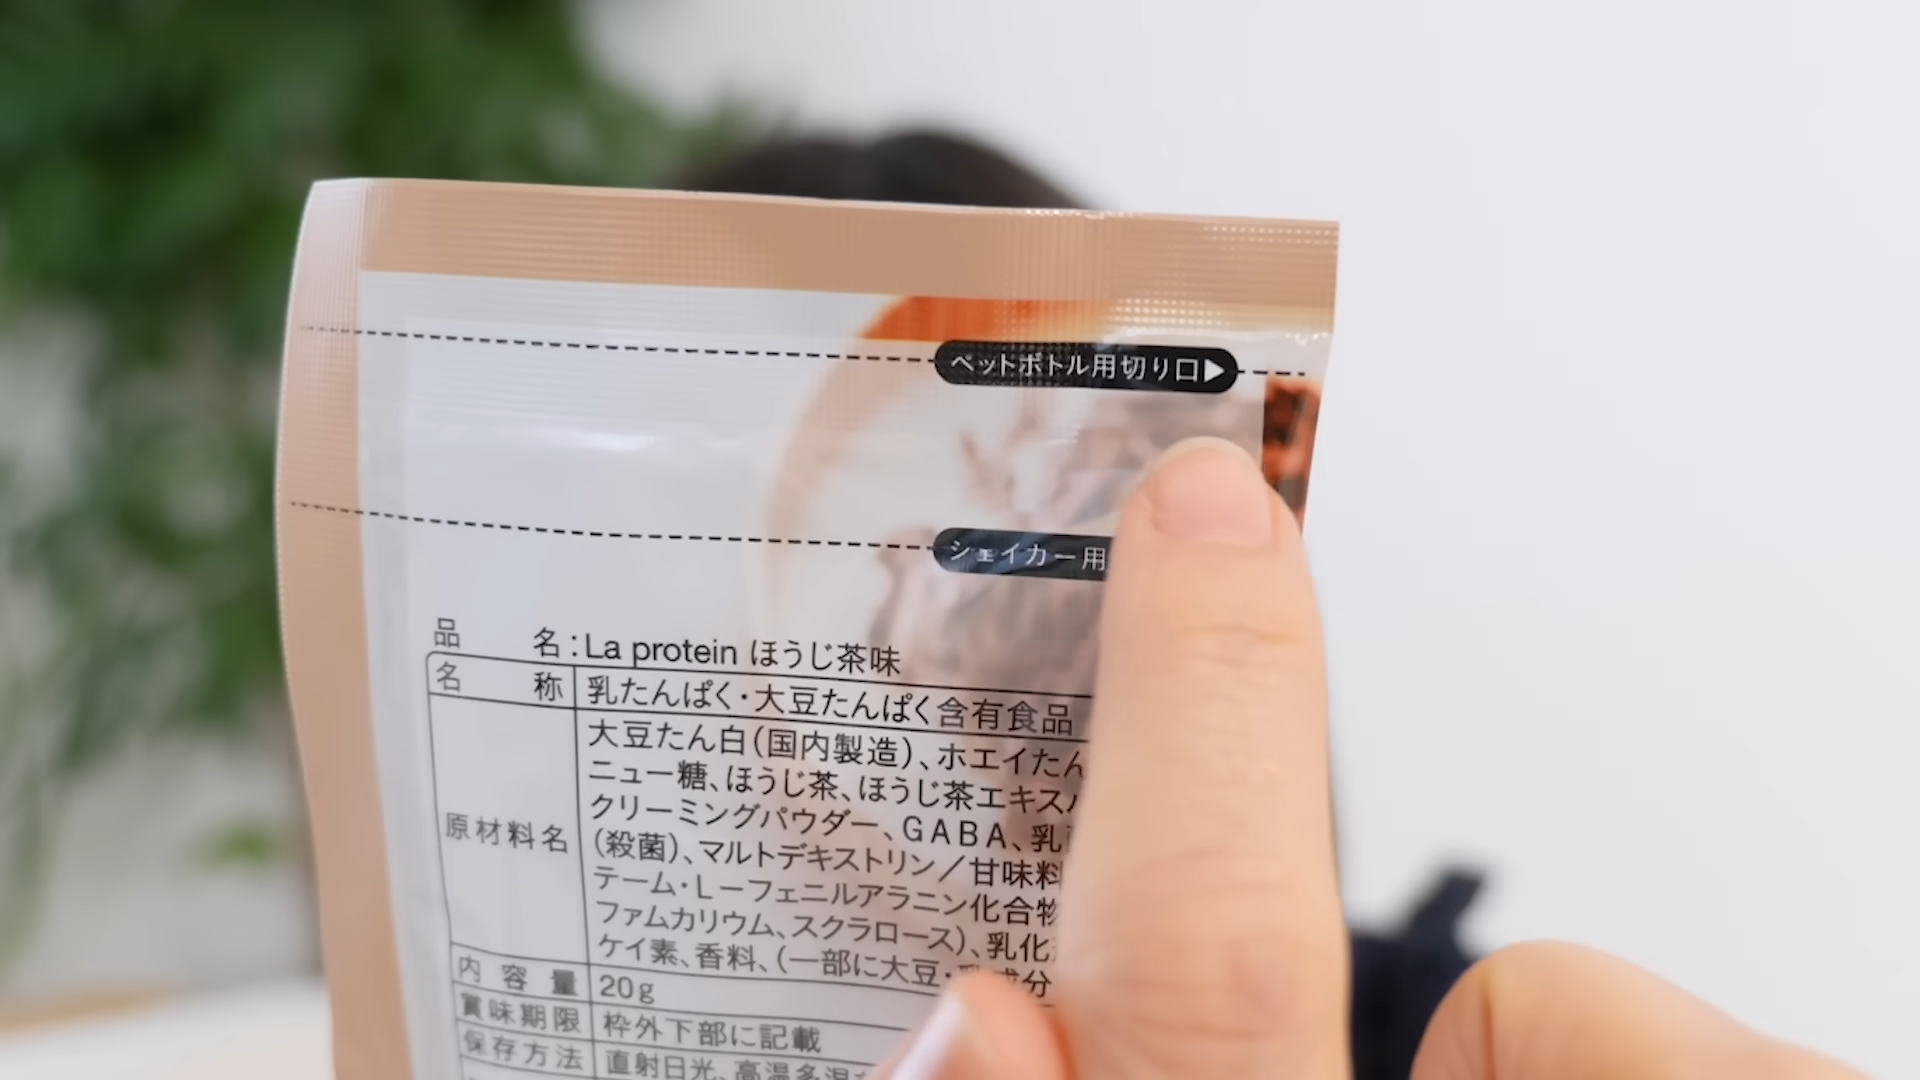 ペットボトル用切り口▶
シェイカー用
品名:La protein ほうじ茶味
名称 乳たんぱく・大豆たんぱく含有食品
原材料名 大豆たん白(国内製造)、ホエイたん
ニュー糖、ほうじ茶、ほうじ茶エキスパ
クリーミングパウダー、GABA、乳
(殺菌)、マルトデキストリン/甘味料
テーム・L-フェニルアラニン化合物
ファムカリウム、スクラロース)、乳化
ケイ素、香料、(一部に大豆・乳成分
内容量 20g
賞味期限 枠外下部に記載
保存方法 直射日光、高温多湿